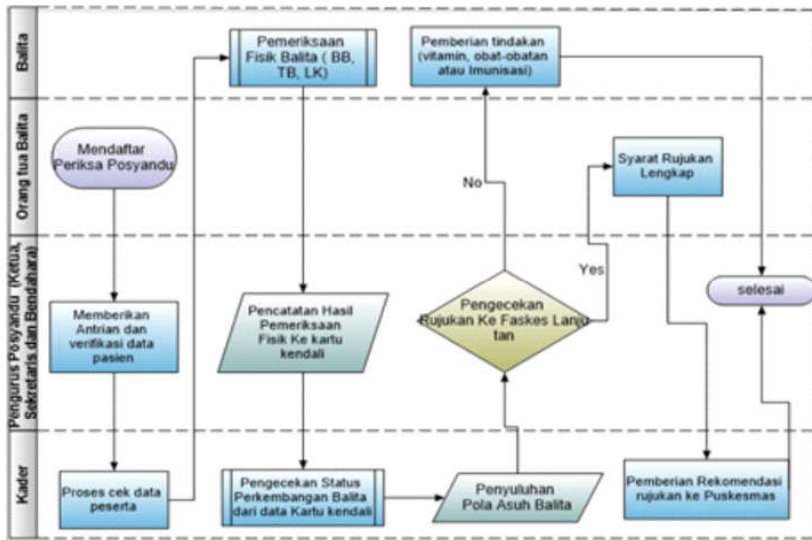 Balita
Pemeriksaan
Fisik Balita ( BB,
TB, LK)
Pemberian tindakan
(vitamin, obat-obatan
atau Imunisasi)
Orang tua Balita
Mendaftar
Periksa Posyandu
No
Syarat Rujukan
Lengkap
Pengurus Posyandu (Ketua,
Sekretaris dan Bendahara)
Memberikan
Antrian dan
verifikasi data
pasien
Pencatatan Hasil
Pemeriksaan
Fisik Ke kartu
kendali
Pengecekan
Rujukan Ke Faskes Lanju
tan
Yes
selesai
Kader
Proses cek data
peserta
Pengecekan Status
Perkembangan Balita
dari data Kartu kendali
Penyuluhan
Pola Asuh Balita
Pemberian Rekomendasi
rujukan ke Puskesmas